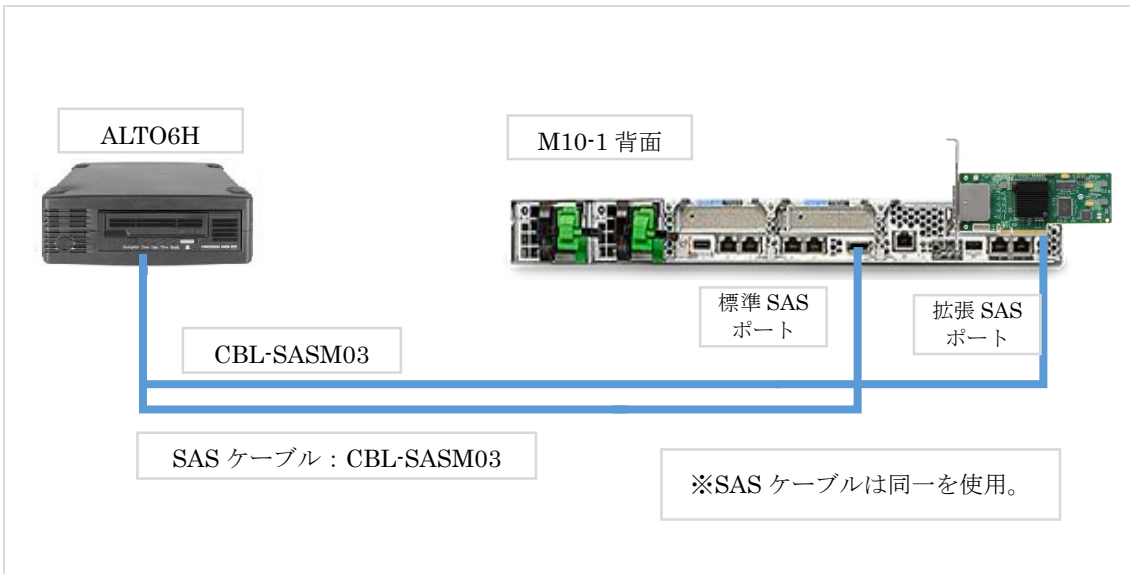 ALTO6H
M10-1 背面
標準 SAS
ポート
拡張 SAS
ポート
CBL-SASM03
SAS ケーブル：CBL-SASM03
※SAS ケーブルは同一を使用。